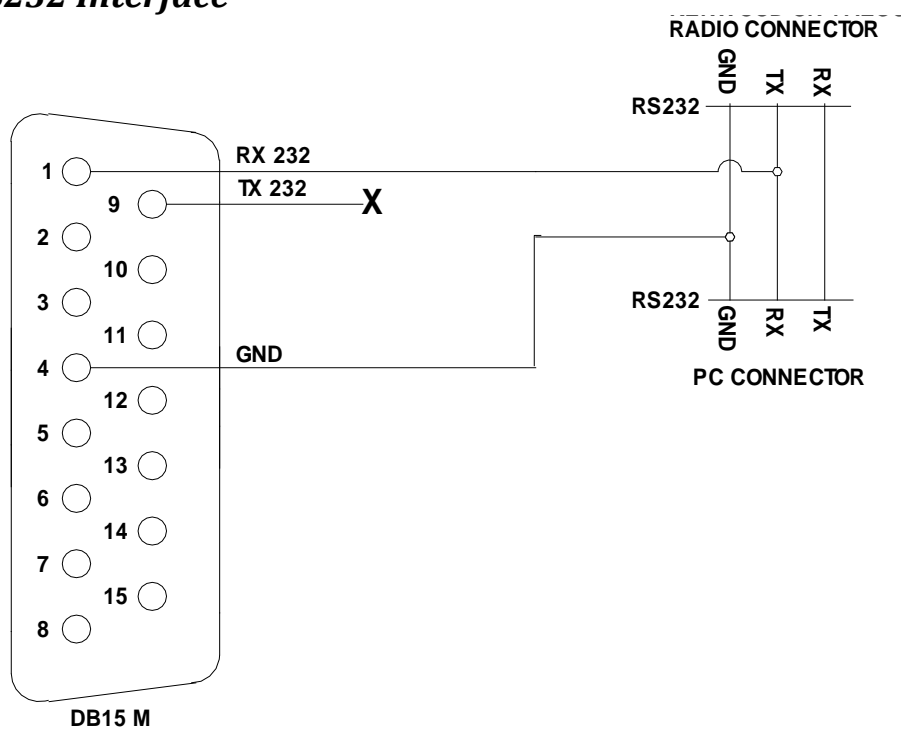 232 Interface
RADIO CONNECTOR
GND TX RX
RS232
1
RX 232
9
TX 232
X
2
10
3
RS232
11
GND RX TX
4
GND
PC CONNECTOR
12
5
13
6
14
7
15
8
DB15 M